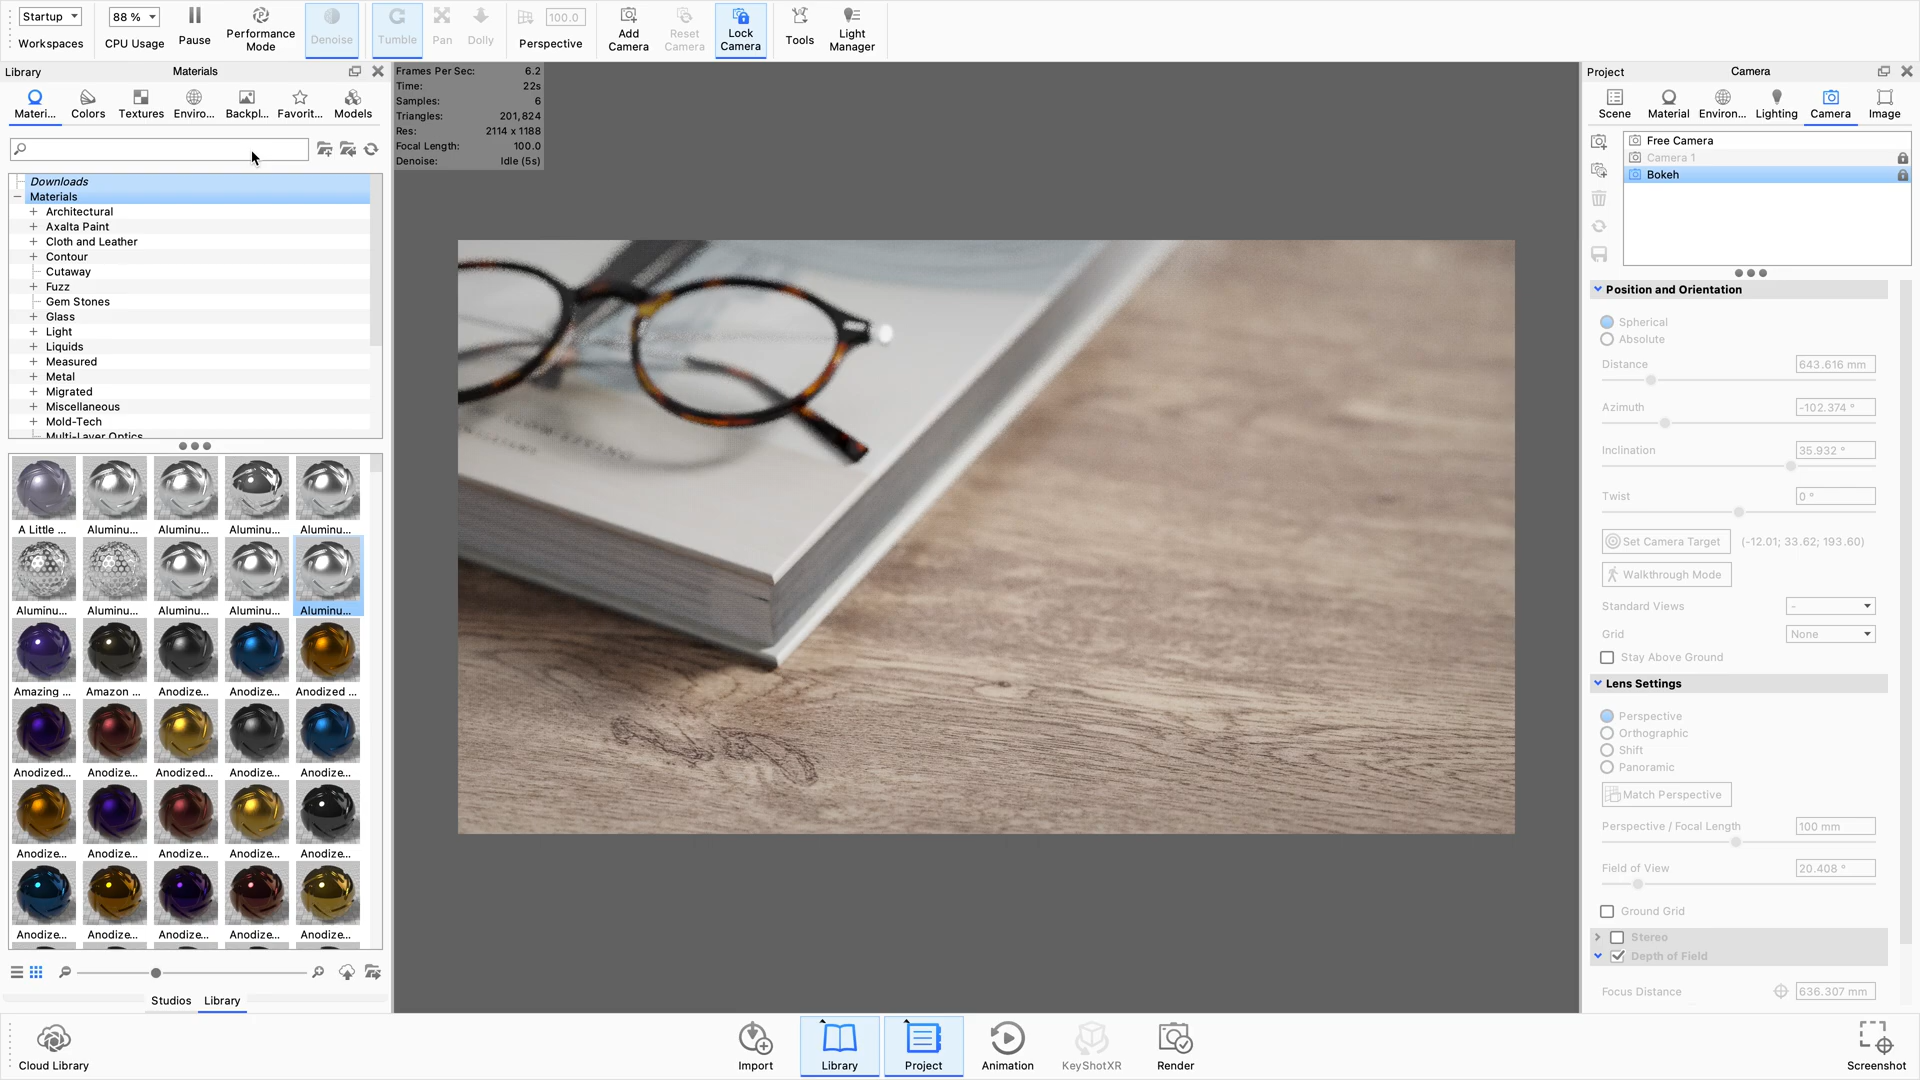 Startup
Workspaces
88 %
CPU Usage
Pause
Performance
Mode
Denoise
Tumble
Pan
Dolly
100.0
Perspective
Add
Camera
Reset
Camera
Lock
Camera
Tools
Light
Manager
Library
Materials
Materi...
Colors
Textures
Enviro...
Backpl...
Favorit...
Models
Downloads
Materials
Architectural
Axalta Paint
Cloth and Leather
Contour
Cutaway
Fuzz
Gem Stones
Glass
Light
Liquids
Measured
Metal
Migrated
Miscellaneous
Mold-Tech
Multi-Layer Optics
A Little ...
Aluminu...
Aluminu...
Aluminu...
Aluminu...
Aluminu...
Aluminu...
Aluminu...
Aluminu...
Aluminu...
Amazing ...
Amazon ...
Anodize...
Anodize...
Anodized ...
Anodized...
Anodize...
Anodized...
Anodize...
Anodize...
Anodize...
Anodize...
Anodize...
Anodize...
Anodize...
Anodize...
Anodize...
Anodize...
Anodize...
Anodize...
Studios
Library
Cloud Library
Frames Per Sec: 6.2
Time: 22s
Samples: 6
Triangles: 201,824
Res: 2114 x 1188
Focal Length: 100.0
Denoise: Idle (5s)
Import
Library
Project
Animation
KeyShotXR
Render
Screenshot
Project
Camera
Scene
Material
Environ...
Lighting
Camera
Image
Free Camera
Camera 1
Bokeh
Position and Orientation
Spherical
Absolute
Distance 643.616 mm
Azimuth -102.374 °
Inclination 35.932 °
Twist 0 °
Set Camera Target (-12.01; 33.62; 193.60)
Walkthrough Mode
Standard Views -
Grid None
Stay Above Ground
Lens Settings
Perspective
Orthographic
Shift
Panoramic
Match Perspective
Perspective / Focal Length 100 mm
Field of View 20.408 °
Ground Grid
Stereo
Depth of Field
Focus Distance 636.307 mm